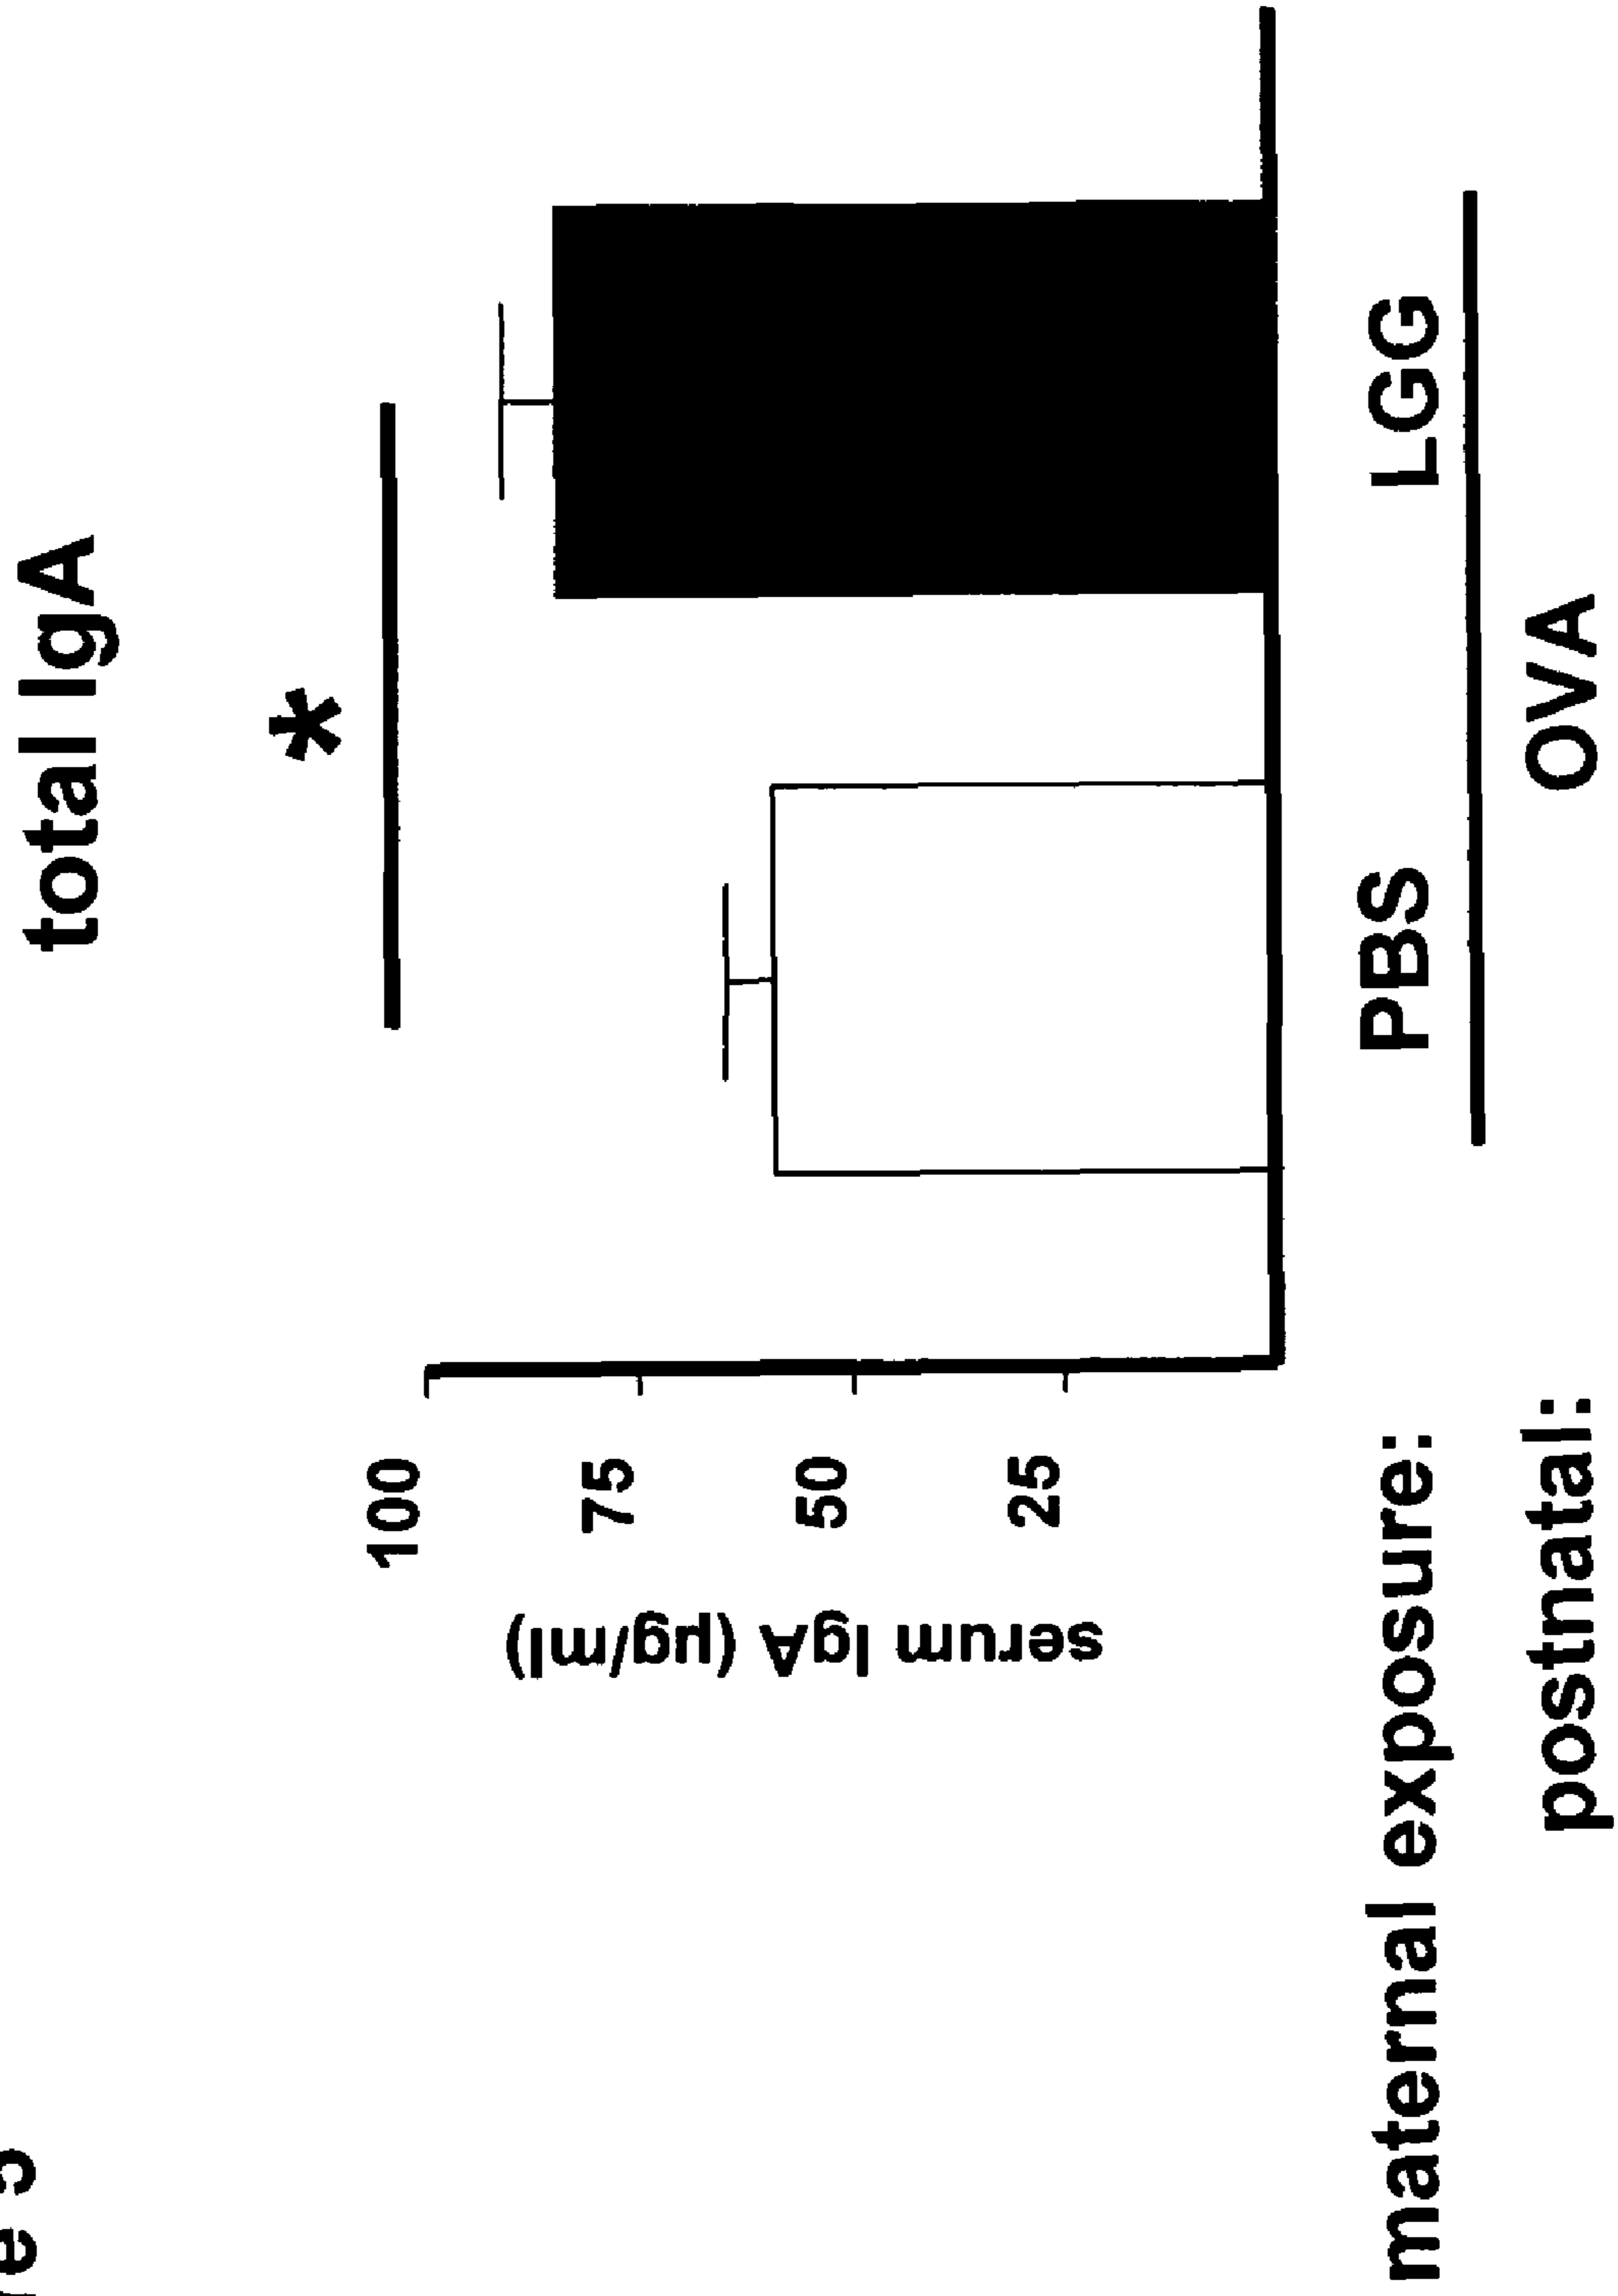 total IgA
*
100
75
50
25
serum IgA (µg/ml)
maternal exposure: PBS LGG
postnatal: OVA